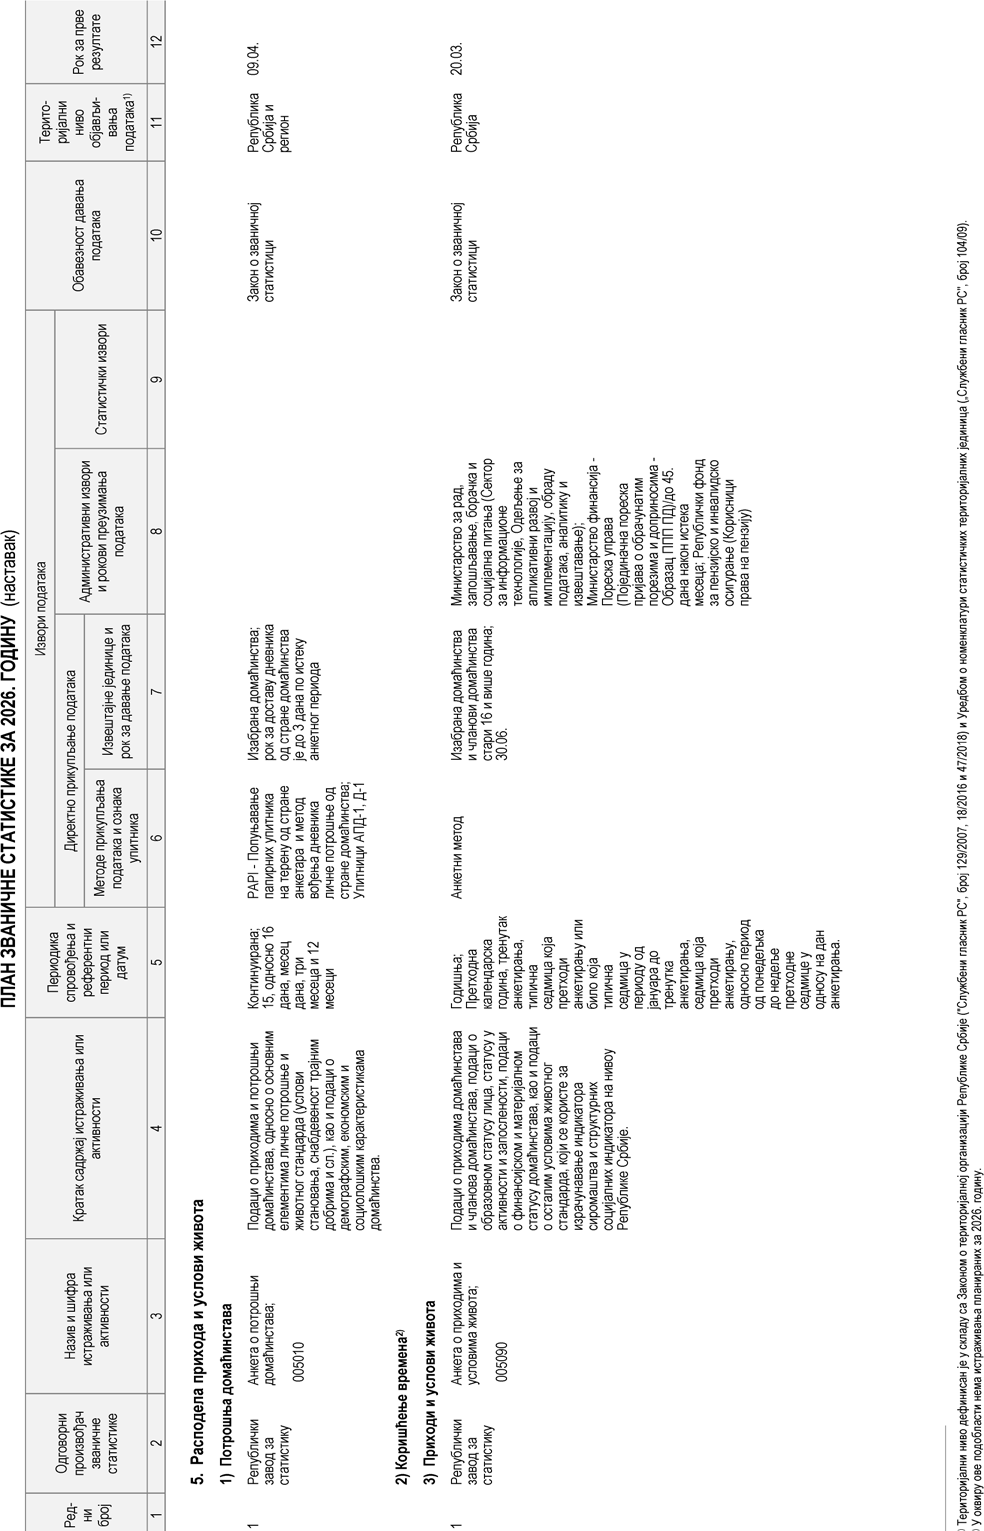 ПЛАН ЗВАНИЧНЕ СТАТИСТИКЕ ЗА 2026. ГОДИНУ (наставак)
Ред-
ни
број
Одговорни
произвођач
званичне
статистике
Назив и шифра
истраживања или
активности
Кратак садржај истраживања или
активности
Периодика
спровођења и
референтни
период или
датум
Извори података
Директно прикупљање података
Методе прикупљања
података и ознака
упитника
Извештајне јединице и
рок за давање података
Административни извори
и рокови преузимања
података
Статистички извори
Обавезност давања
података
Терито-
ријални
ниво
објављи-
вања
података1)
Рок за прве
резултате
1
2
3
4
5
6
7
8
9
10
11
12
5. Расподела прихода и услови живота
1) Потрошња домаћинстава
1
Републички
завод за
статистику
Анкета о потрошњи
домаћинстава;
005010
Подаци о приходима и потрошњи
домаћинстава, односно о основним
елементима личне потрошње и
животног стандарда (услови
становања, снабдевеност трајним
добрима и сл.), као и подаци о
демографским, економским и
социолошким карактеристикама
домаћинства.
Континуирана;
15, односно 16
дана, месец
дана, три
месеца и 12
месеци
PAPI - Попуњавање
папирних упитника
на терену од стране
анкетара и метод
вођења дневника
личне потрошње од
стране домаћинства;
Упитници АПД-1, Д-1
Изабрана домаћинства;
рок за доставу дневника
од стране домаћинства
је до 3 дана по истеку
анкетног периода
Закон о званичној
статистици
Република
Србија и
регион
09.04.
2) Коришћење времена2)
3) Приходи и услови живота
1
Републички
завод за
статистику
Анкета о приходима и
условима живота;
005090
Подаци о приходима домаћинстава
и чланова домаћинстава, подаци о
образовном статусу лица, статусу у
активности и запослености, подаци
о финансијском и материјалном
статусу домаћинстава, као и подаци
о осталим условима животног
стандарда, који се користе за
израчунавање индикатора
сиромаштва и структурних
социјалних индикатора на нивоу
Републике Србије.
Годишња;
Претходна
календарска
година, тренутак
анкетирања,
типична
седмица која
претходи
анкетирању или
било која
типична
седмица у
периоду од
јануара до
тренутка
анкетирања,
седмица која
претходи
анкетирању,
односно период
од понедељка
до недеље
претходне
седмице у
односу на дан
анкетирања.
Анкетни метод
Изабрана домаћинства
и чланови домаћинства
стари 16 и више година;
30.06.
Министарство за рад,
запошљавање, борачка и
социјална питања (Сектор
за информационе
технологије, Одељење за
апликативни развој и
имплементацију, обраду
података, аналитику и
извештавање);
Министарство финансија -
Пореска управа
(Појединачна пореска
пријава о обрачунатим
порезима и доприносима -
Образац ППП ПД)/до 45.
дана након истека
месеца; Републички фонд
за пензијско и инвалидско
осигурање (Корисници
права на пензију)
Закон о званичној
статистици
Република
Србија
20.03.
1) Територијални ниво дефинисан је у складу са Законом о територијалној организацији Републике Србије ("Службени гласник РС", број 129/2007, 18/2016 и 47/2018) и Уредбом о номенклатури статистичких територијалних јединица („Службени гласник РС", број 104/09).
2) У оквиру ове подобласти нема истраживања планираних за 2026. годину.